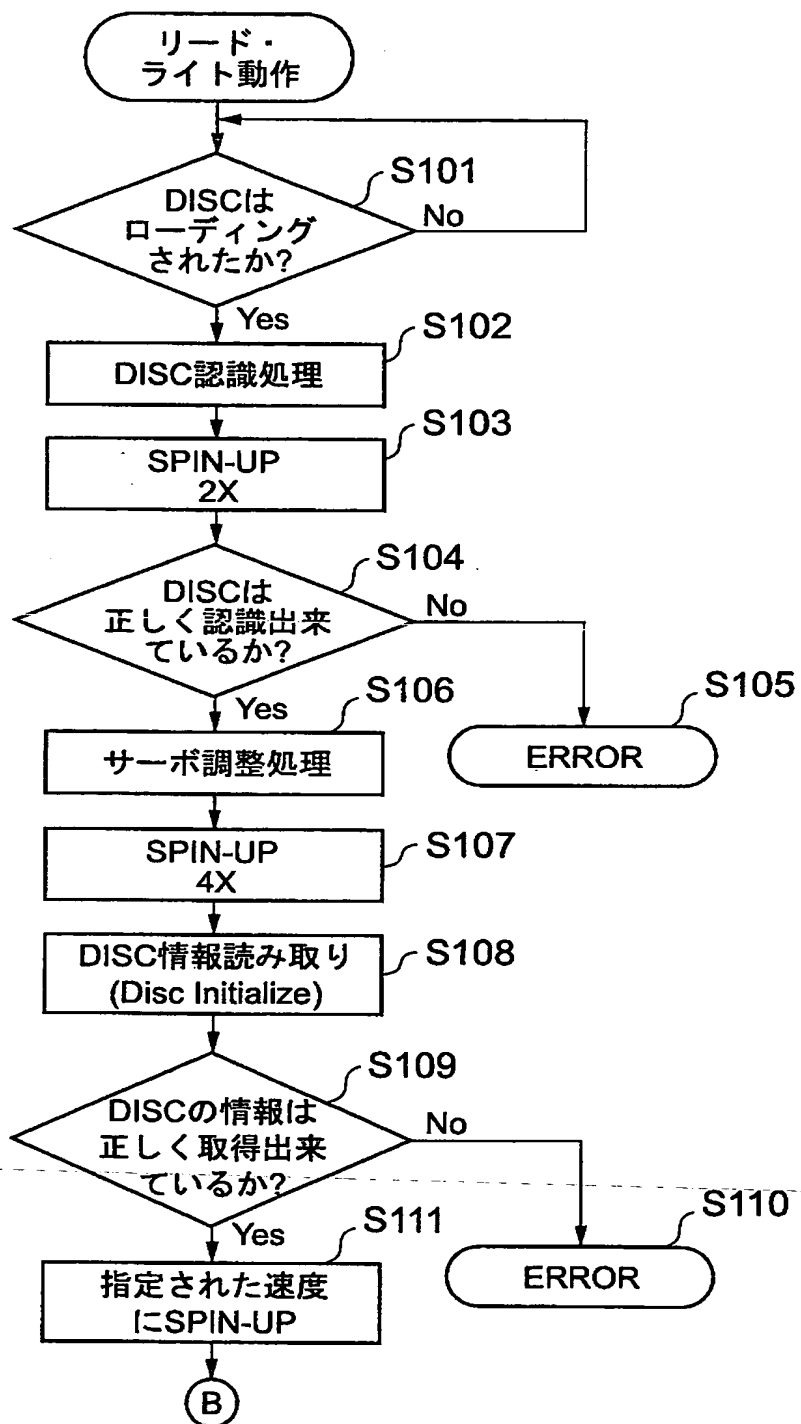 リード・
ライト動作
S101
DISCは
ローディング
されたか?
No
Yes
S102
DISC認識処理
S103
SPIN-UP
2X
S104
DISCは
正しく認識出来
ているか?
No
Yes
S105
ERROR
S106
サーボ調整処理
S107
SPIN-UP
4X
S108
DISC情報読み取り
(Disc Initialize)
S109
DISCの情報は
正しく取得出来
ているか?
No
Yes
S110
ERROR
S111
指定された速度
にSPIN-UP
B